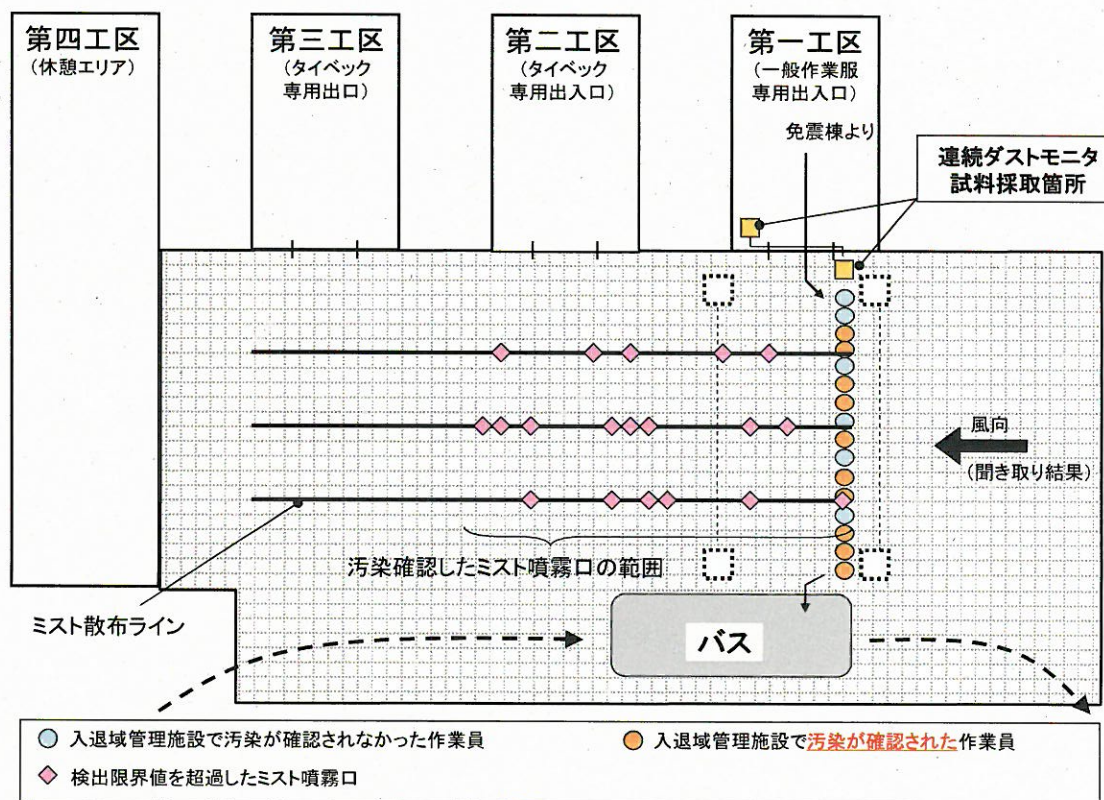 第四工区
(休憩エリア)
第三工区
(タイベック
専用出口)
第二工区
(タイベック
専用出入口)
第一工区
(一般作業服
専用出入口)
免震棟より
連続ダストモニタ
試料採取箇所
風向
(聞き取り結果)
汚染確認したミスト噴霧口の範囲
ミスト散布ライン
バス
入退域管理施設で汚染が確認されなかった作業員
入退域管理施設で汚染が確認された作業員
検出限界値を超過したミスト噴霧口